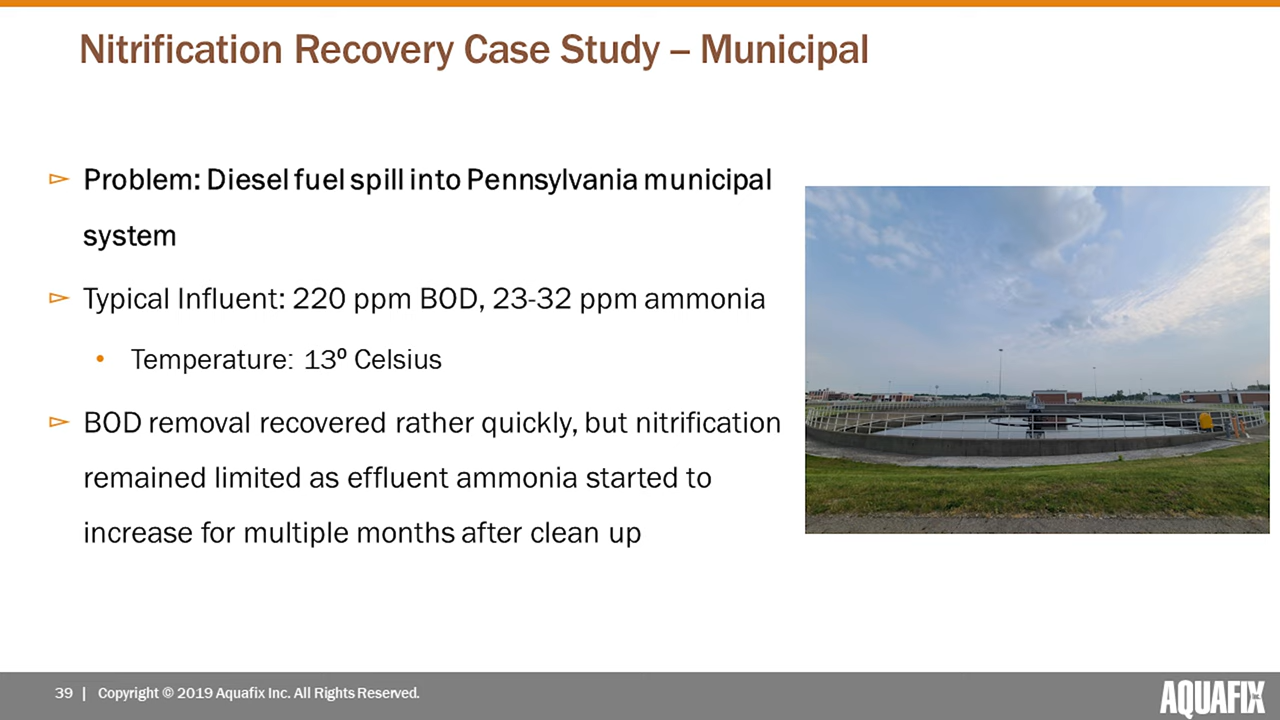 Nitrification Recovery Case Study – Municipal
Problem: Diesel fuel spill into Pennsylvania municipal
system
Typical Influent: 220 ppm BOD, 23-32 ppm ammonia
Temperature: 13⁰ Celsius
BOD removal recovered rather quickly, but nitrification
remained limited as effluent ammonia started to
increase for multiple months after clean up
39 | Copyright © 2019 Aquafix Inc. All Rights Reserved.
AQUAFIX